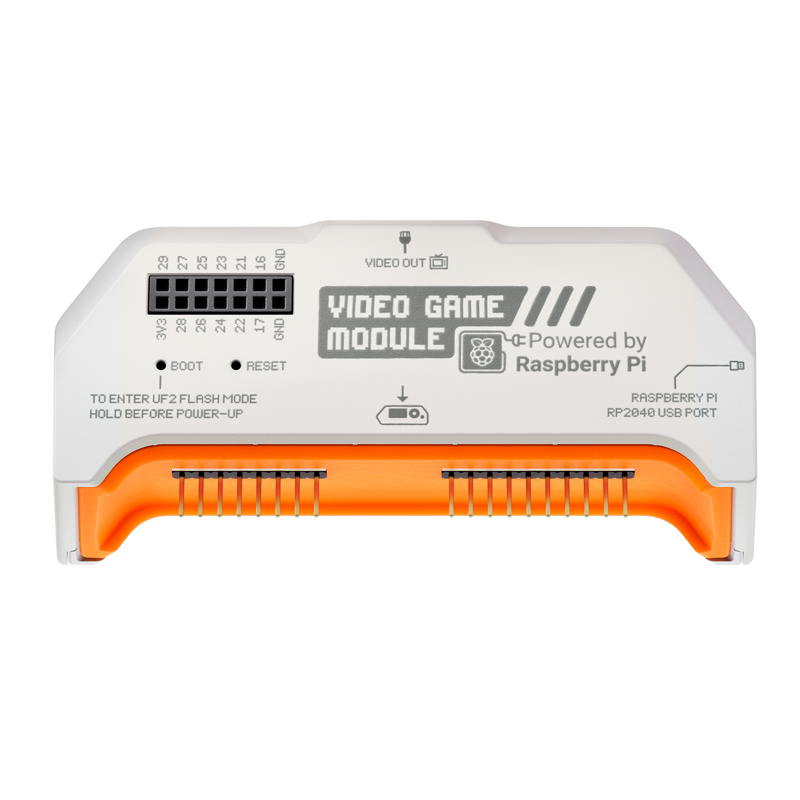 VIDEO OUT
29 27 25 23 21 16 GND
3V3 28 26 24 22 17 GND
BOOT RESET
TO ENTER UF2 FLASH MODE
HOLD BEFORE POWER-UP
VIDEO GAME
MODULE
Powered by
Raspberry Pi
RASPBERRY PI
RP2040 USB PORT